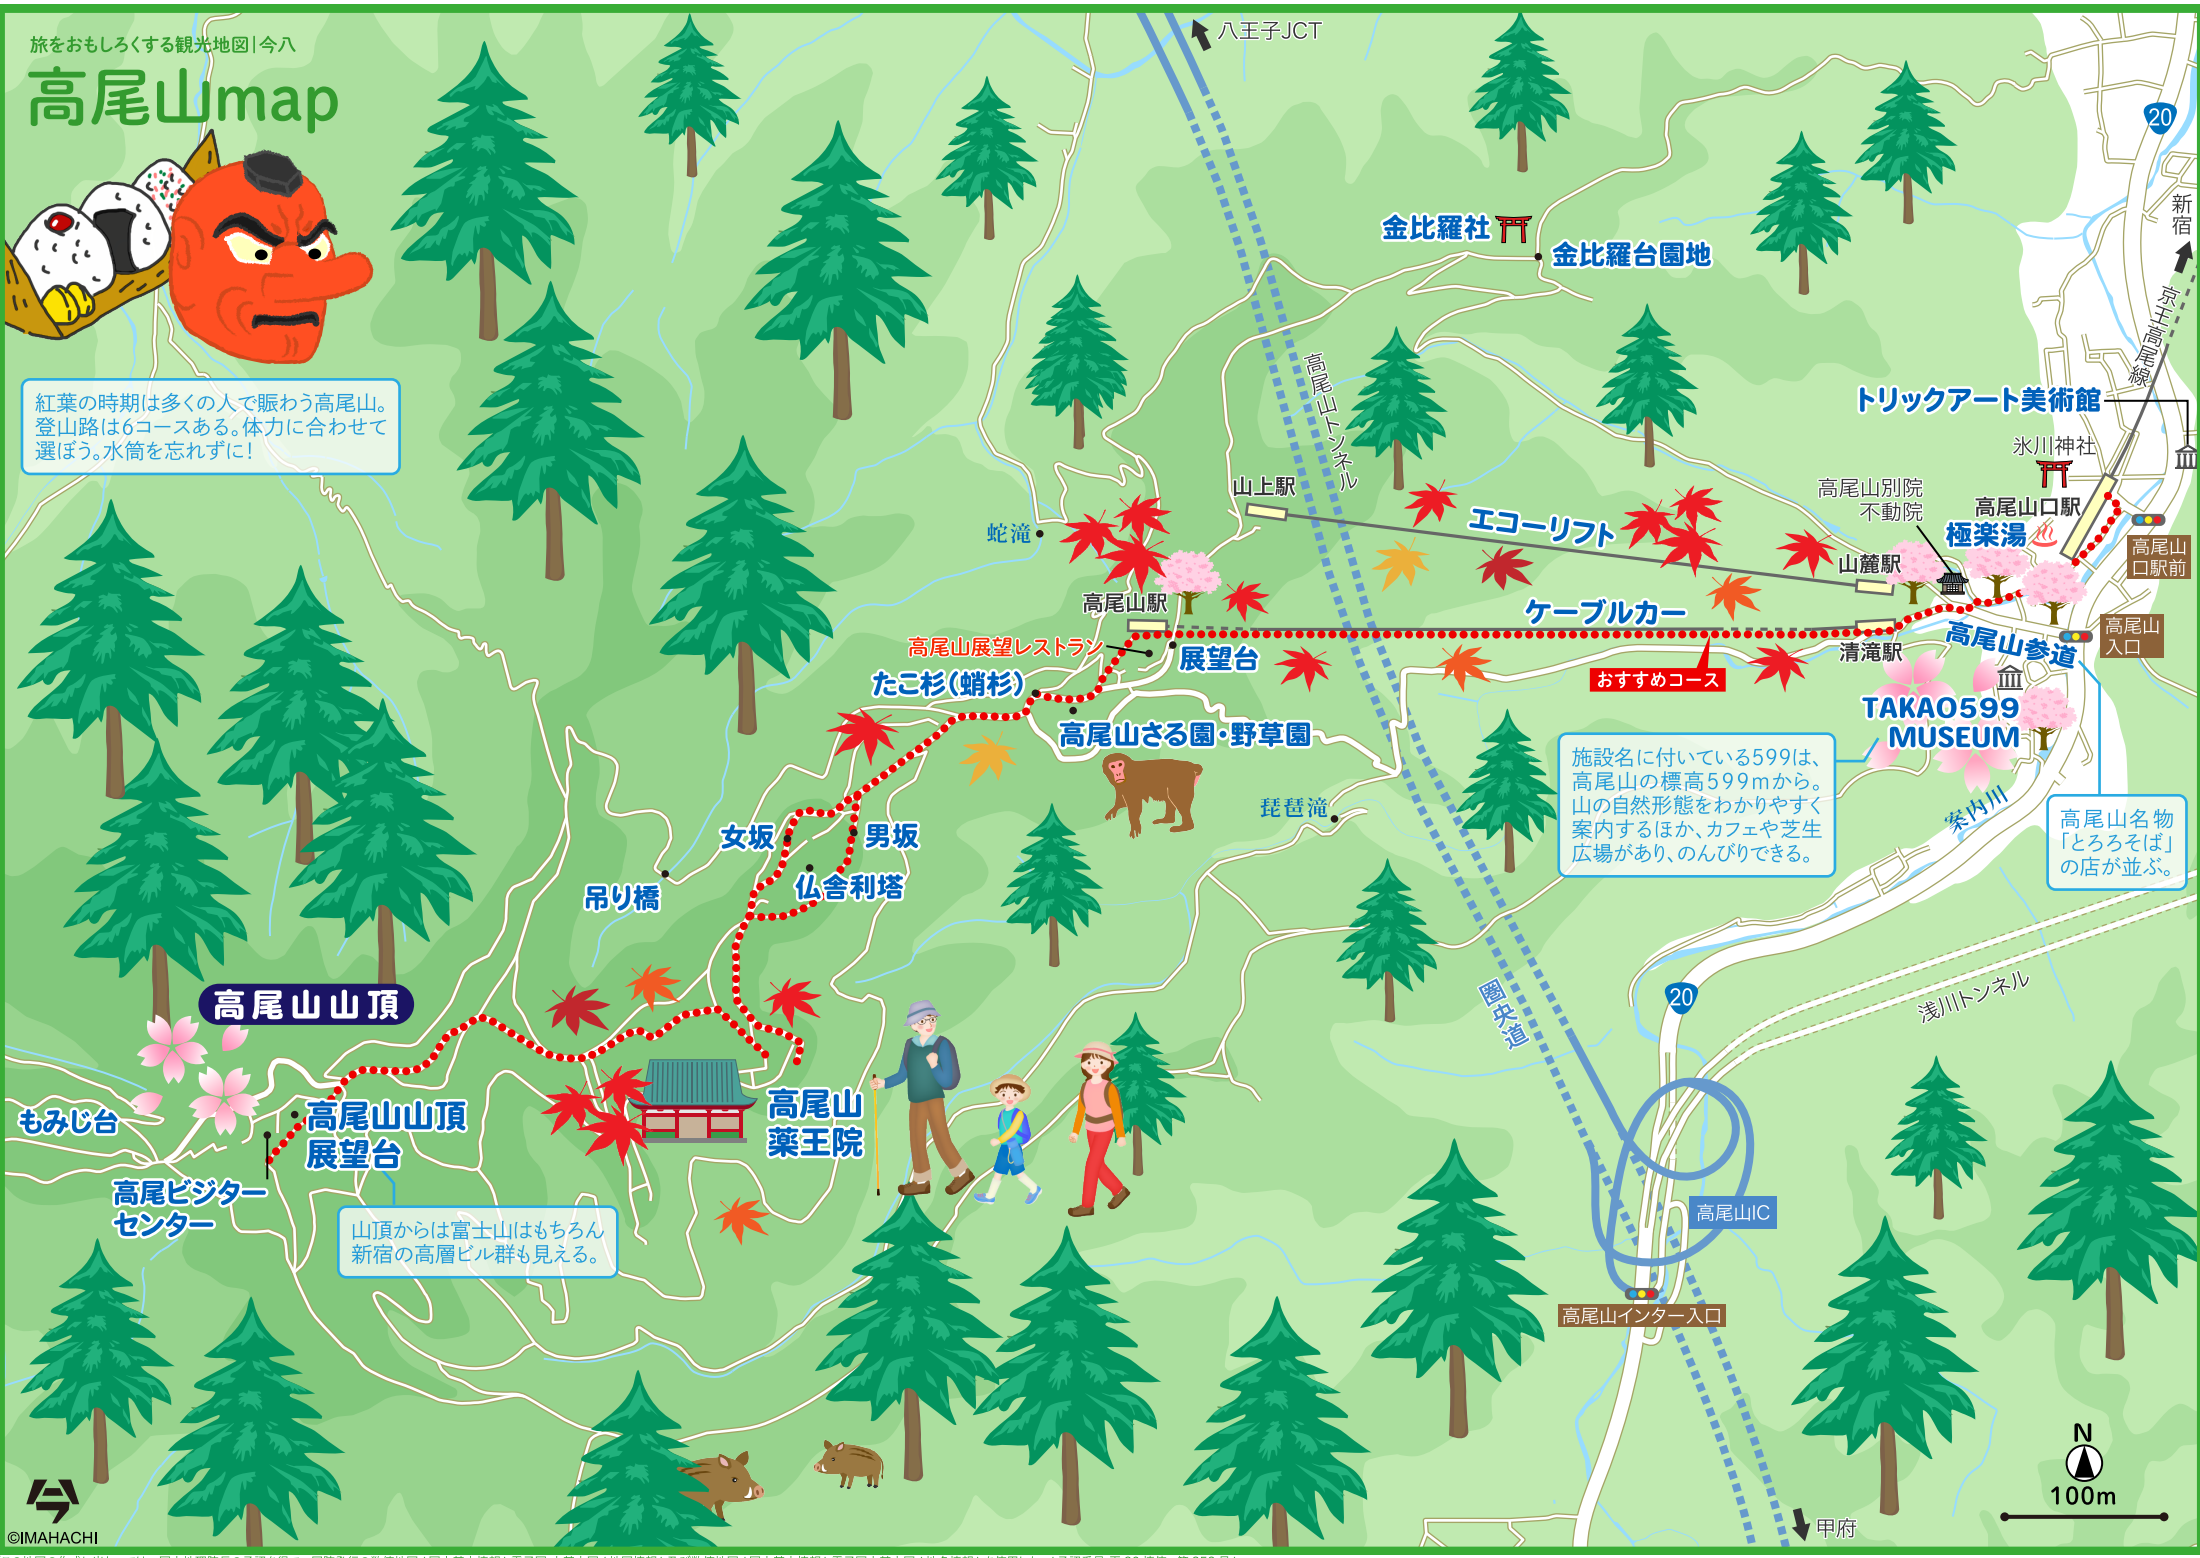 旅をおもしろくする観光地図|今八
高尾山map
紅葉の時期は多くの人で賑わう高尾山。
登山路は6コースある。体力に合わせて
選ぼう。水筒を忘れずに!
八王子JCT
20
新宿
京王高尾線
金比羅社
金比羅台園地
高尾山トンネル
トリックアート美術館
氷川神社
高尾山口駅
高尾山別院
不動院
極楽湯
高尾山
口駅前
山上駅
エコーリフト
山麓駅
蛇滝
高尾山駅
ケーブルカー
高尾山
入口
高尾山参道
清滝駅
おすすめコース
高尾山展望レストラン
展望台
たこ杉(蛸杉)
高尾山さる園・野草園
TAKAO599
MUSEUM
施設名に付いている599は、
高尾山の標高599mから。
山の自然形態をわかりやすく
案内するほか、カフェや芝生
広場があり、のんびりできる。
案内川
高尾山名物
「とろろそば」
の店が並ぶ。
琵琶滝
女坂
男坂
仏舎利塔
吊り橋
高尾山山頂
圏央道
20
浅川トンネル
もみじ台
高尾山山頂
展望台
高尾山
薬王院
高尾ビジター
センター
山頂からは富士山はもちろん
新宿の高層ビル群も見える。
高尾山IC
高尾山インター入口
N
100m
甲府
©IMAHACHI